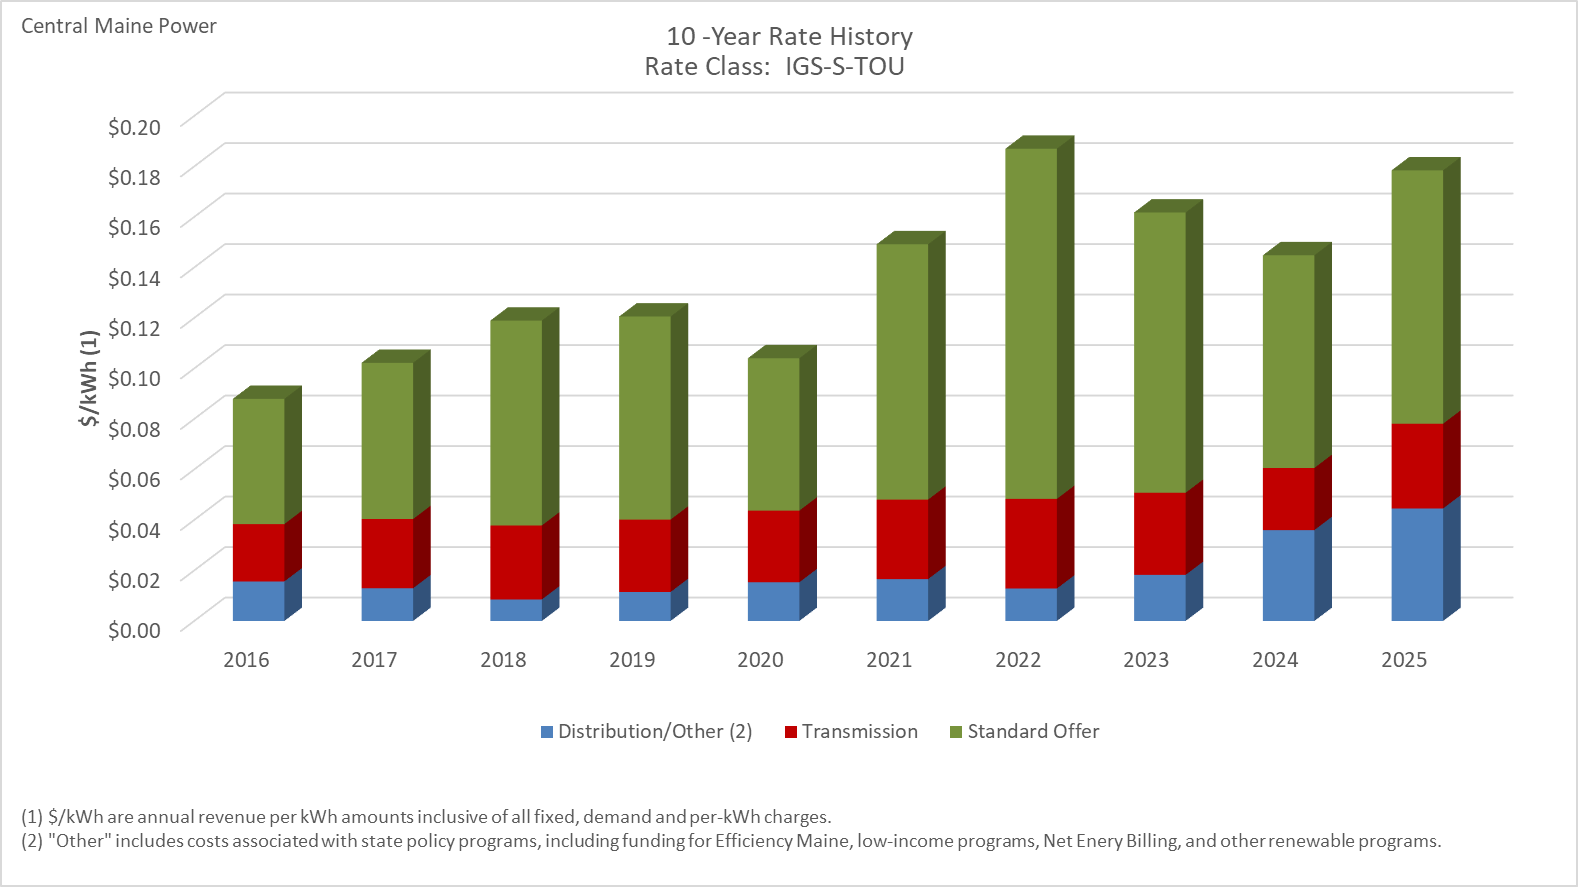 Central Maine Power
10 -Year Rate History
Rate Class:  IGS-S-TOU
$/kWh (1)
$0.20
$0.18
$0.16
$0.14
$0.12
$0.10
$0.08
$0.06
$0.04
$0.02
$0.00
2016 2017 2018 2019 2020 2021 2022 2023 2024 2025
Distribution/Other (2) Transmission Standard Offer
(1) $/kWh are annual revenue per kWh amounts inclusive of all fixed, demand and per-kWh charges.
(2) "Other" includes costs associated with state policy programs, including funding for Efficiency Maine, low-income programs, Net Enery Billing, and other renewable programs.